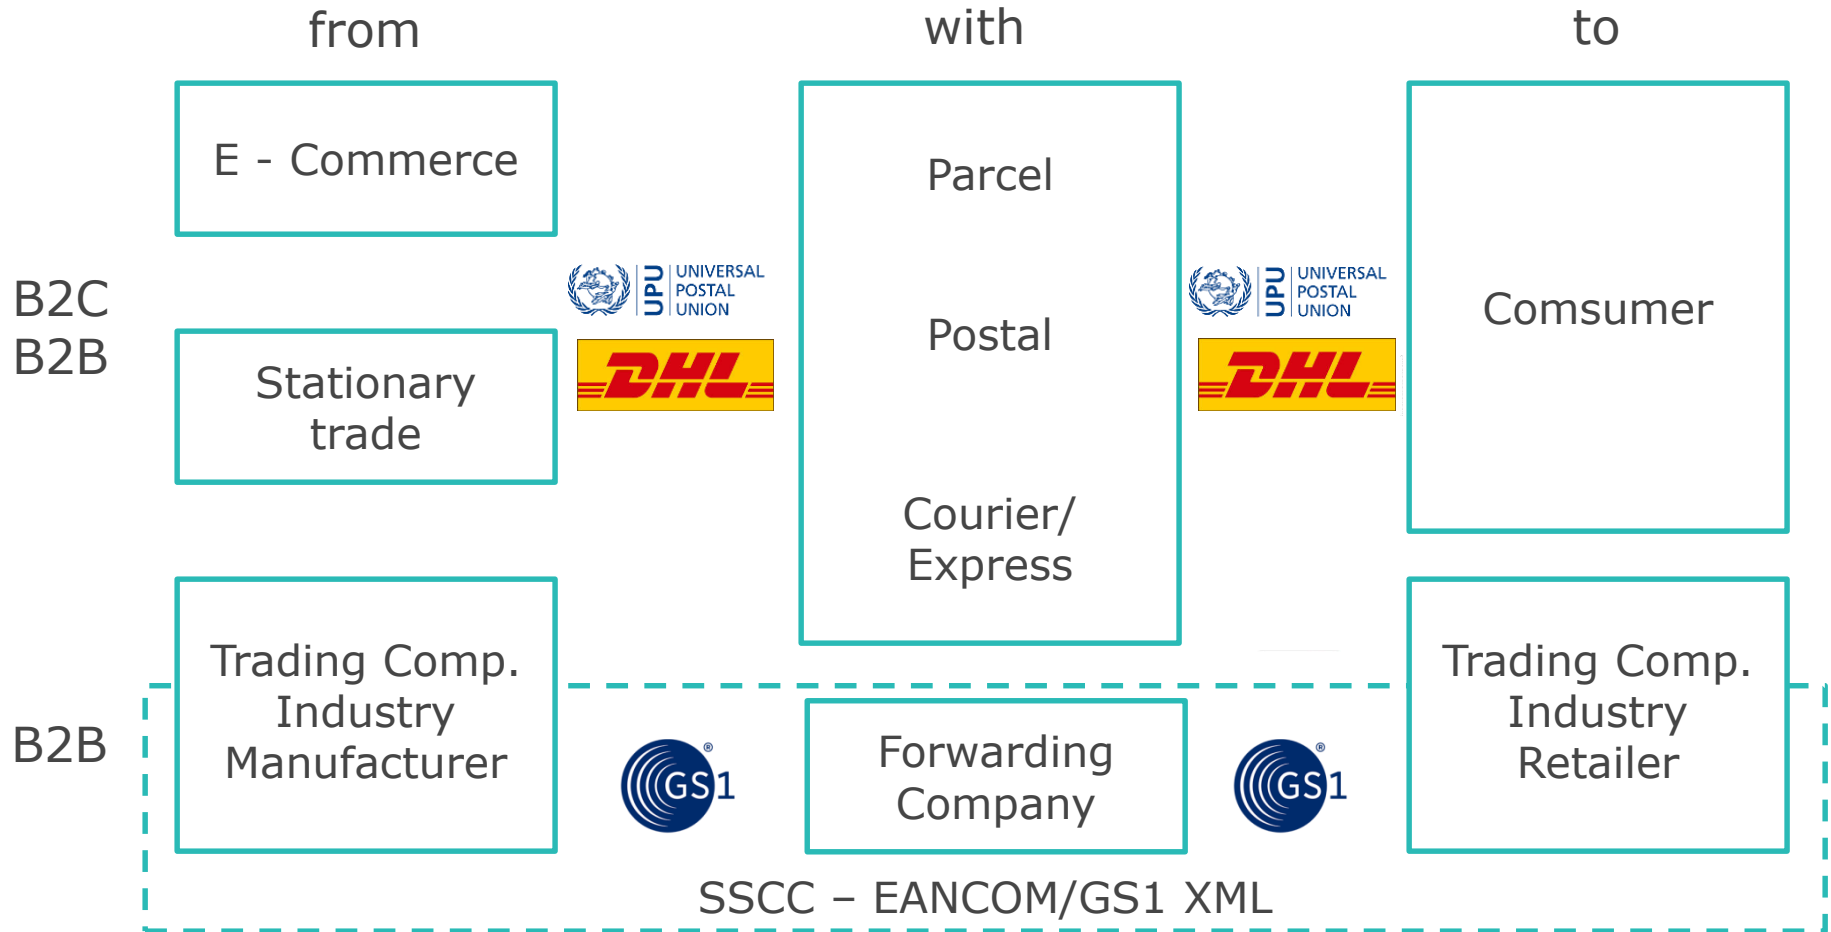 from
with
to
E - Commerce
Parcel
B2C
B2B
UPU
UNIVERSAL
POSTAL
UNION
DHL
Stationary
trade
Postal
UPU
UNIVERSAL
POSTAL
UNION
DHL
Comsumer
Courier/
Express
B2B
Trading Comp.
Industry
Manufacturer
GS1®
Forwarding
Company
GS1®
Trading Comp.
Industry
Retailer
SSCC – EANCOM/GS1 XML